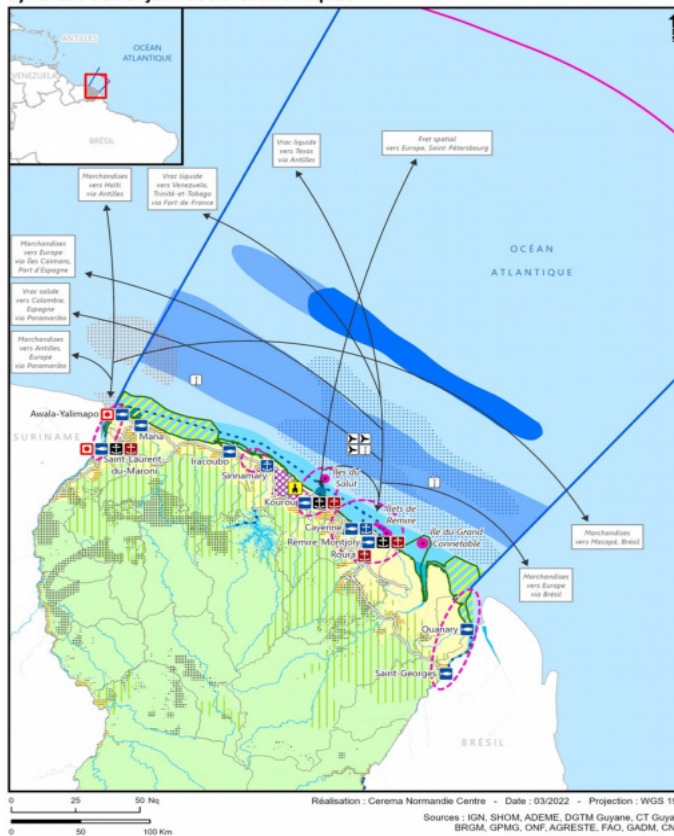 ANTILLES
OCÉAN
ATLANTIQUE
VENEZUELA
BRÉSIL
Marchandises
vers Haïti
via Antilles
Vrac liquide
vers Venezuela,
Trinité-et-Tobago
via Fort-de-France
Vrac liquide
vers Texas
via Antilles
Fret spatial
vers Europe, Saint-Pétersbourg
Marchandises
vers Europe
via Îles Caïmans,
Port d'Espagne
Vrac solide
vers Colombie,
Espagne
via Paramaribo
Marchandises
vers Antilles,
Europe
via Paramaribo
OCÉAN
ATLANTIQUE
Awala-Yalimapo
SURINAME
Mana
Saint-Laurent-
du-Maroni
Iracoubo
Sinnamary
Îles du
Salut
Kourou
Îlets de
Rémire
Cayenne
Rémire-Montjoly
Île du Grand
Connétable
Roura
Marchandises
vers Macapá, Brésil
Marchandises
vers Europe
via Brésil
Ouanary
Saint-Georges
BRÉSIL
0 25 50 Nq
0 50 100 Km
Réalisation : Cerema Normandie Centre - Date : 03/2022 - Projection : WGS 19
Sources : IGN, SHOM, ADEME, DGTM Guyane, CT Guya
BRGM, GPMG, ONF, AGRESTE, FAO, GADM, CN